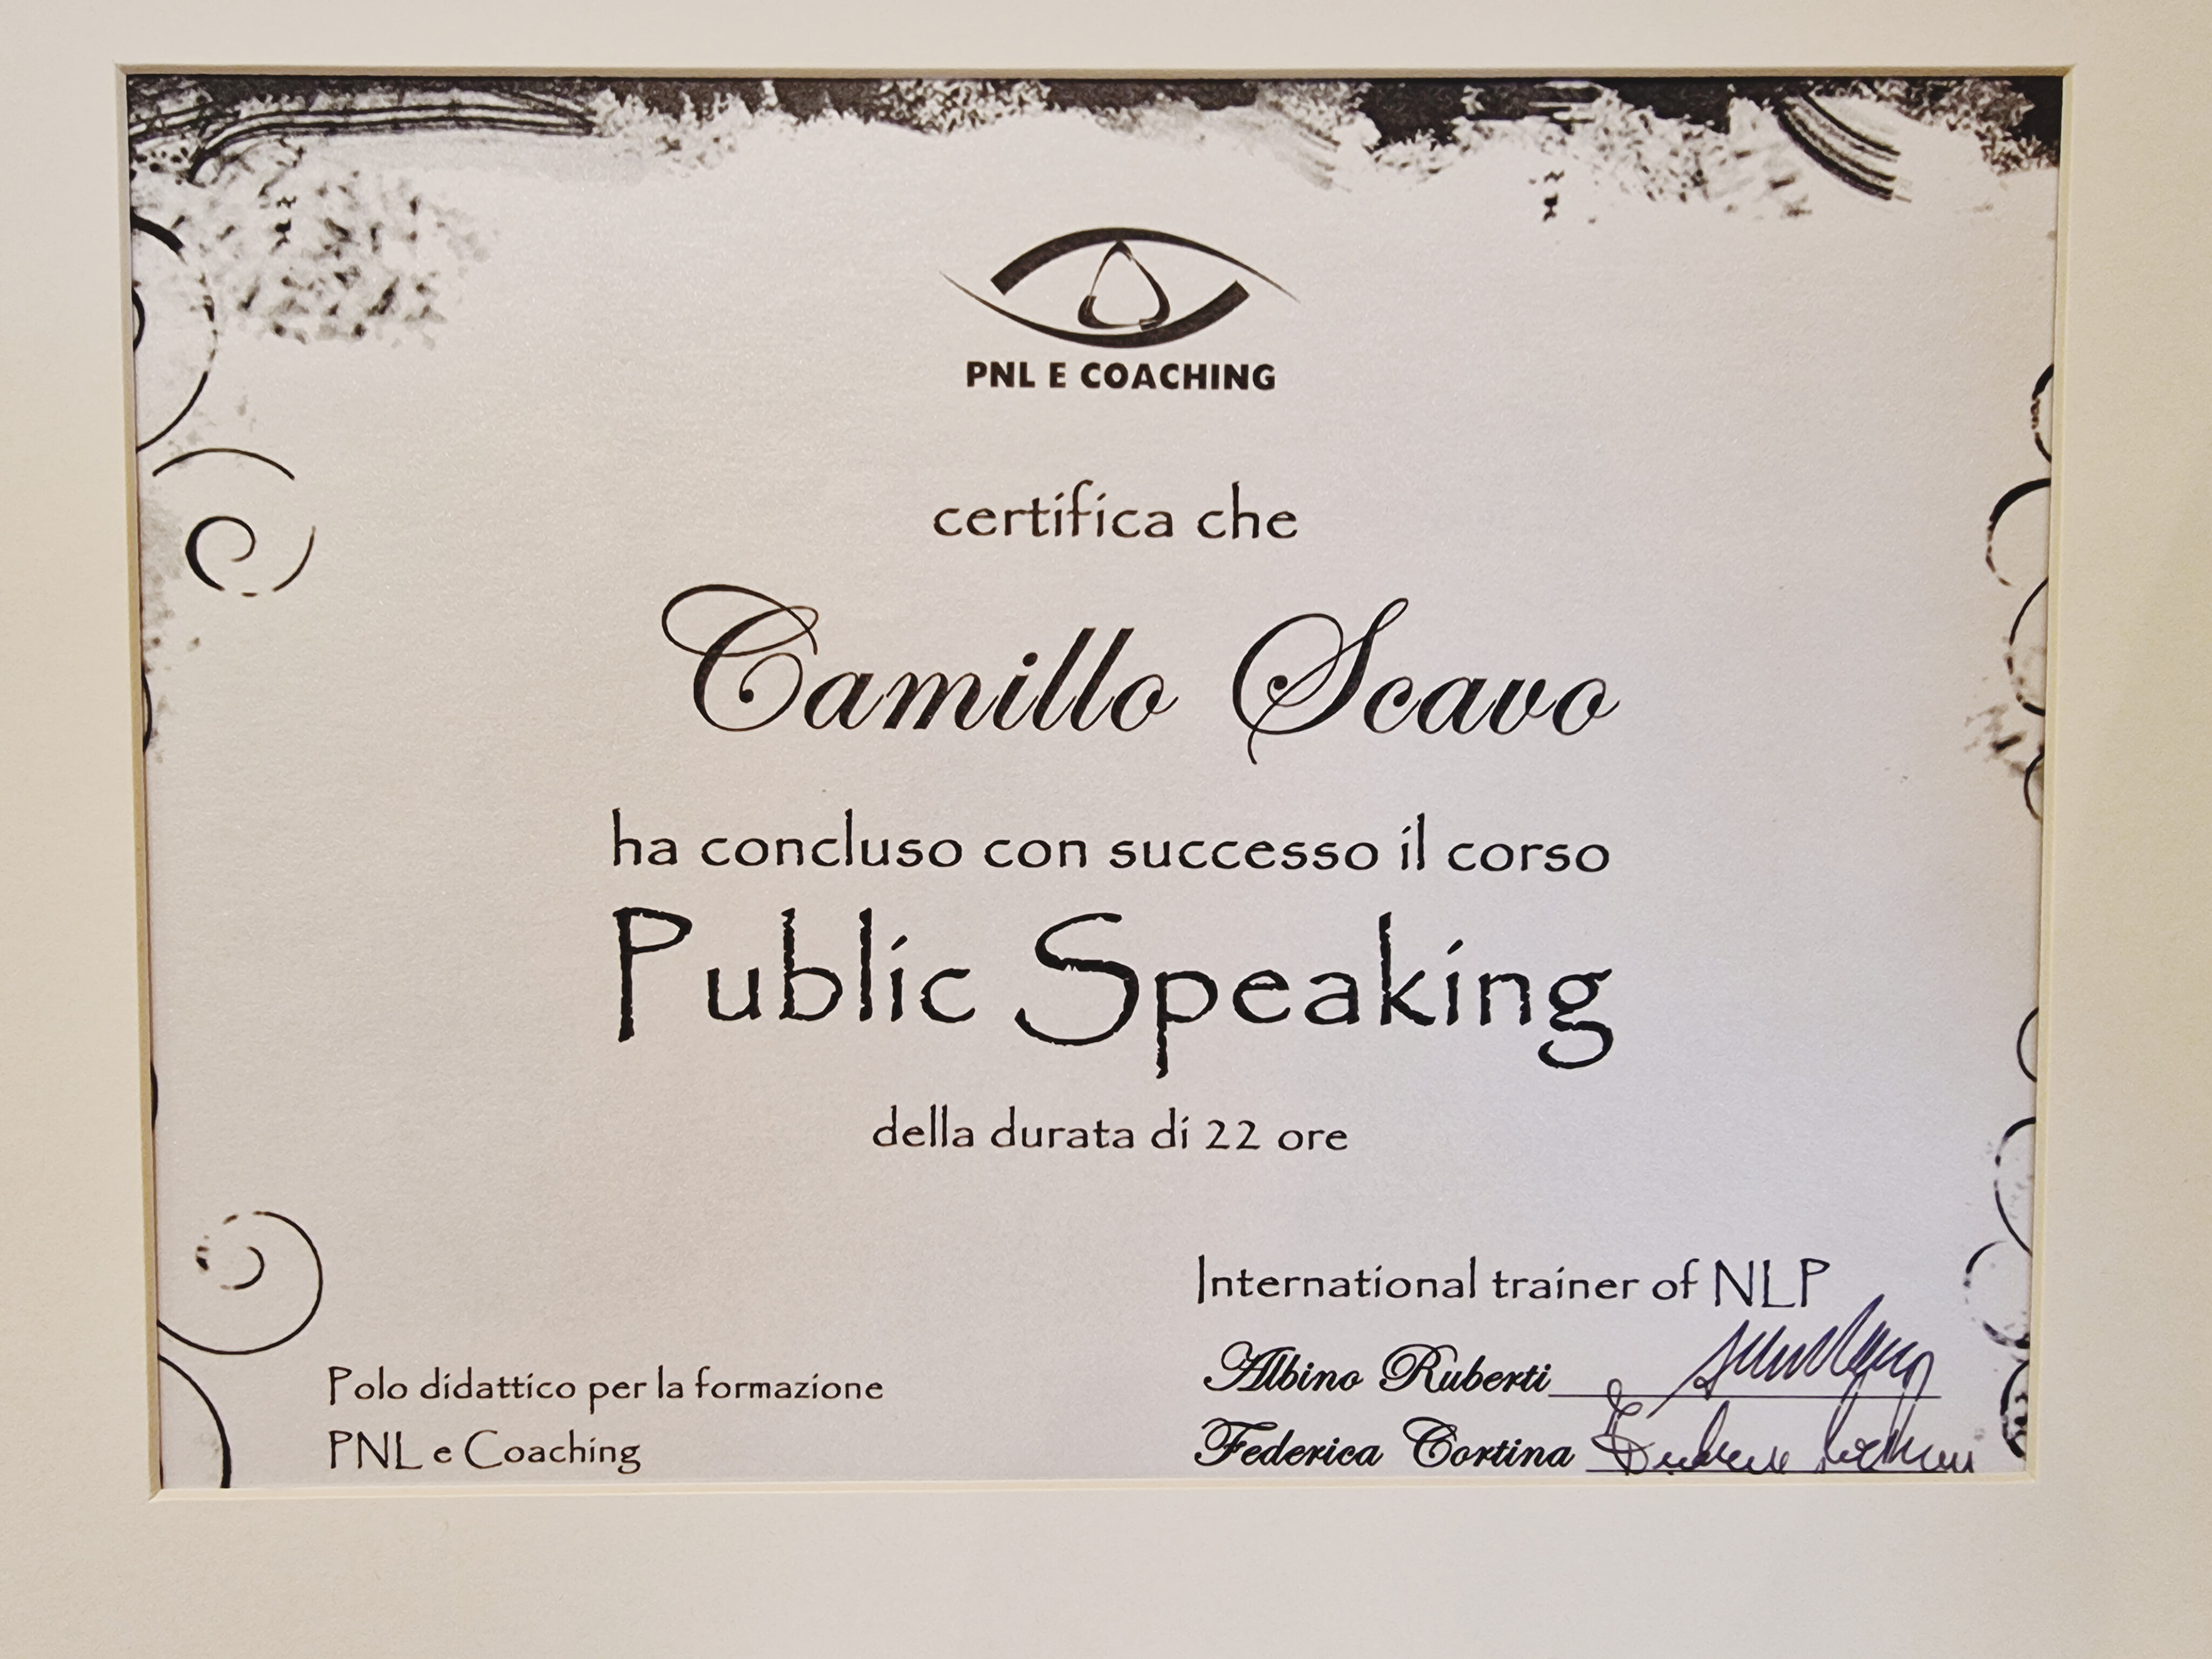 PNL E COACHING
certifica che
Camillo Scavo
ha concluso con successo il corso
Public Speaking
della durata di 22 ore
International trainer of NLP
Albino Ruberti
Federica Cortina
Polo didattico per la formazione
PNL e Coaching